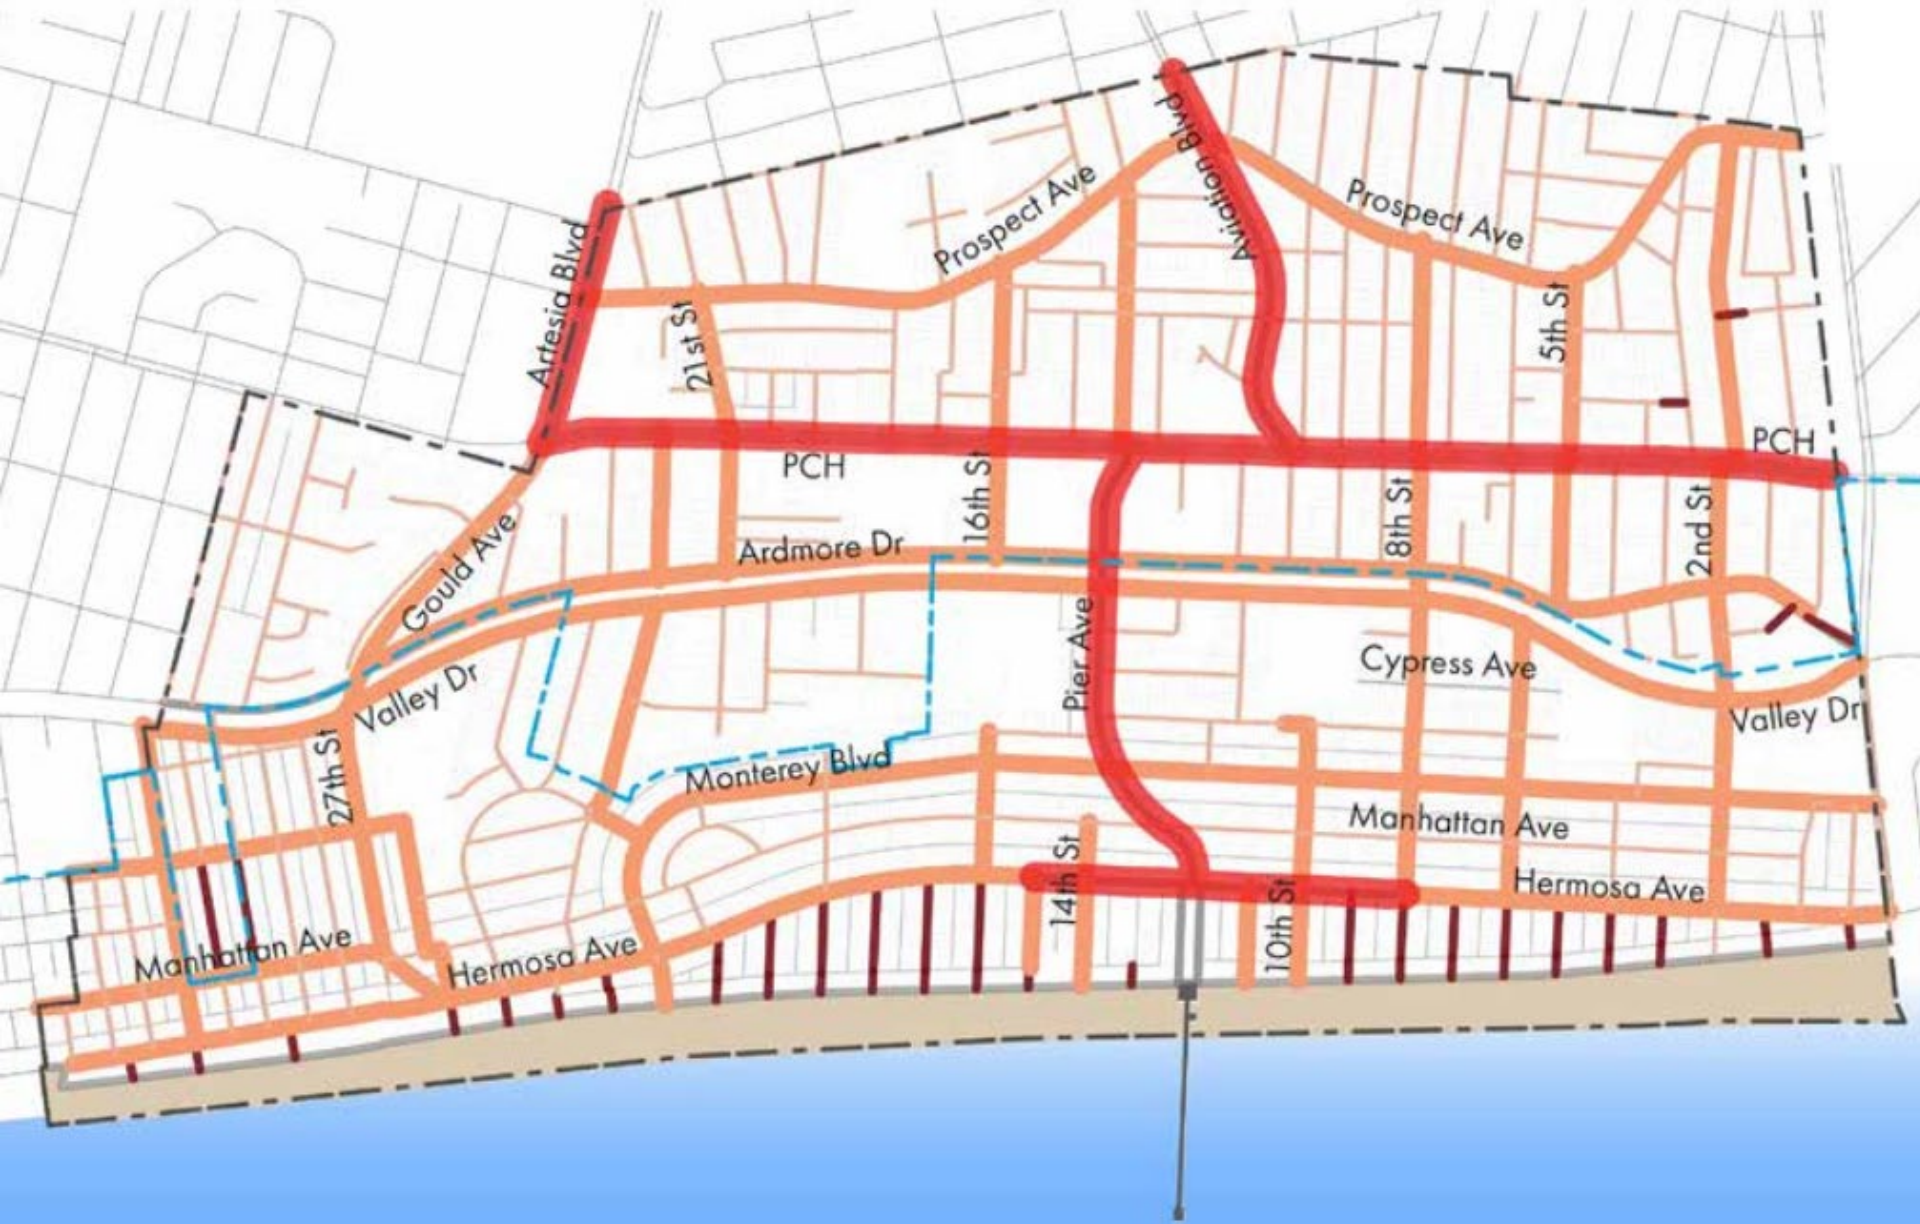 Aviation Blvd
Artesia Blvd
Prospect Ave
Aviation Blvd
Prospect Ave
21st St
5th St
PCH
PCH
16th St
8th St
2nd St
Gould Ave
Ardmore Dr
Pier Ave
Cypress Ave
Valley Dr
Valley Dr
27th St
Monterey Blvd
Manhattan Ave
14th St
10th St
Hermosa Ave
Manhattan Ave
Hermosa Ave